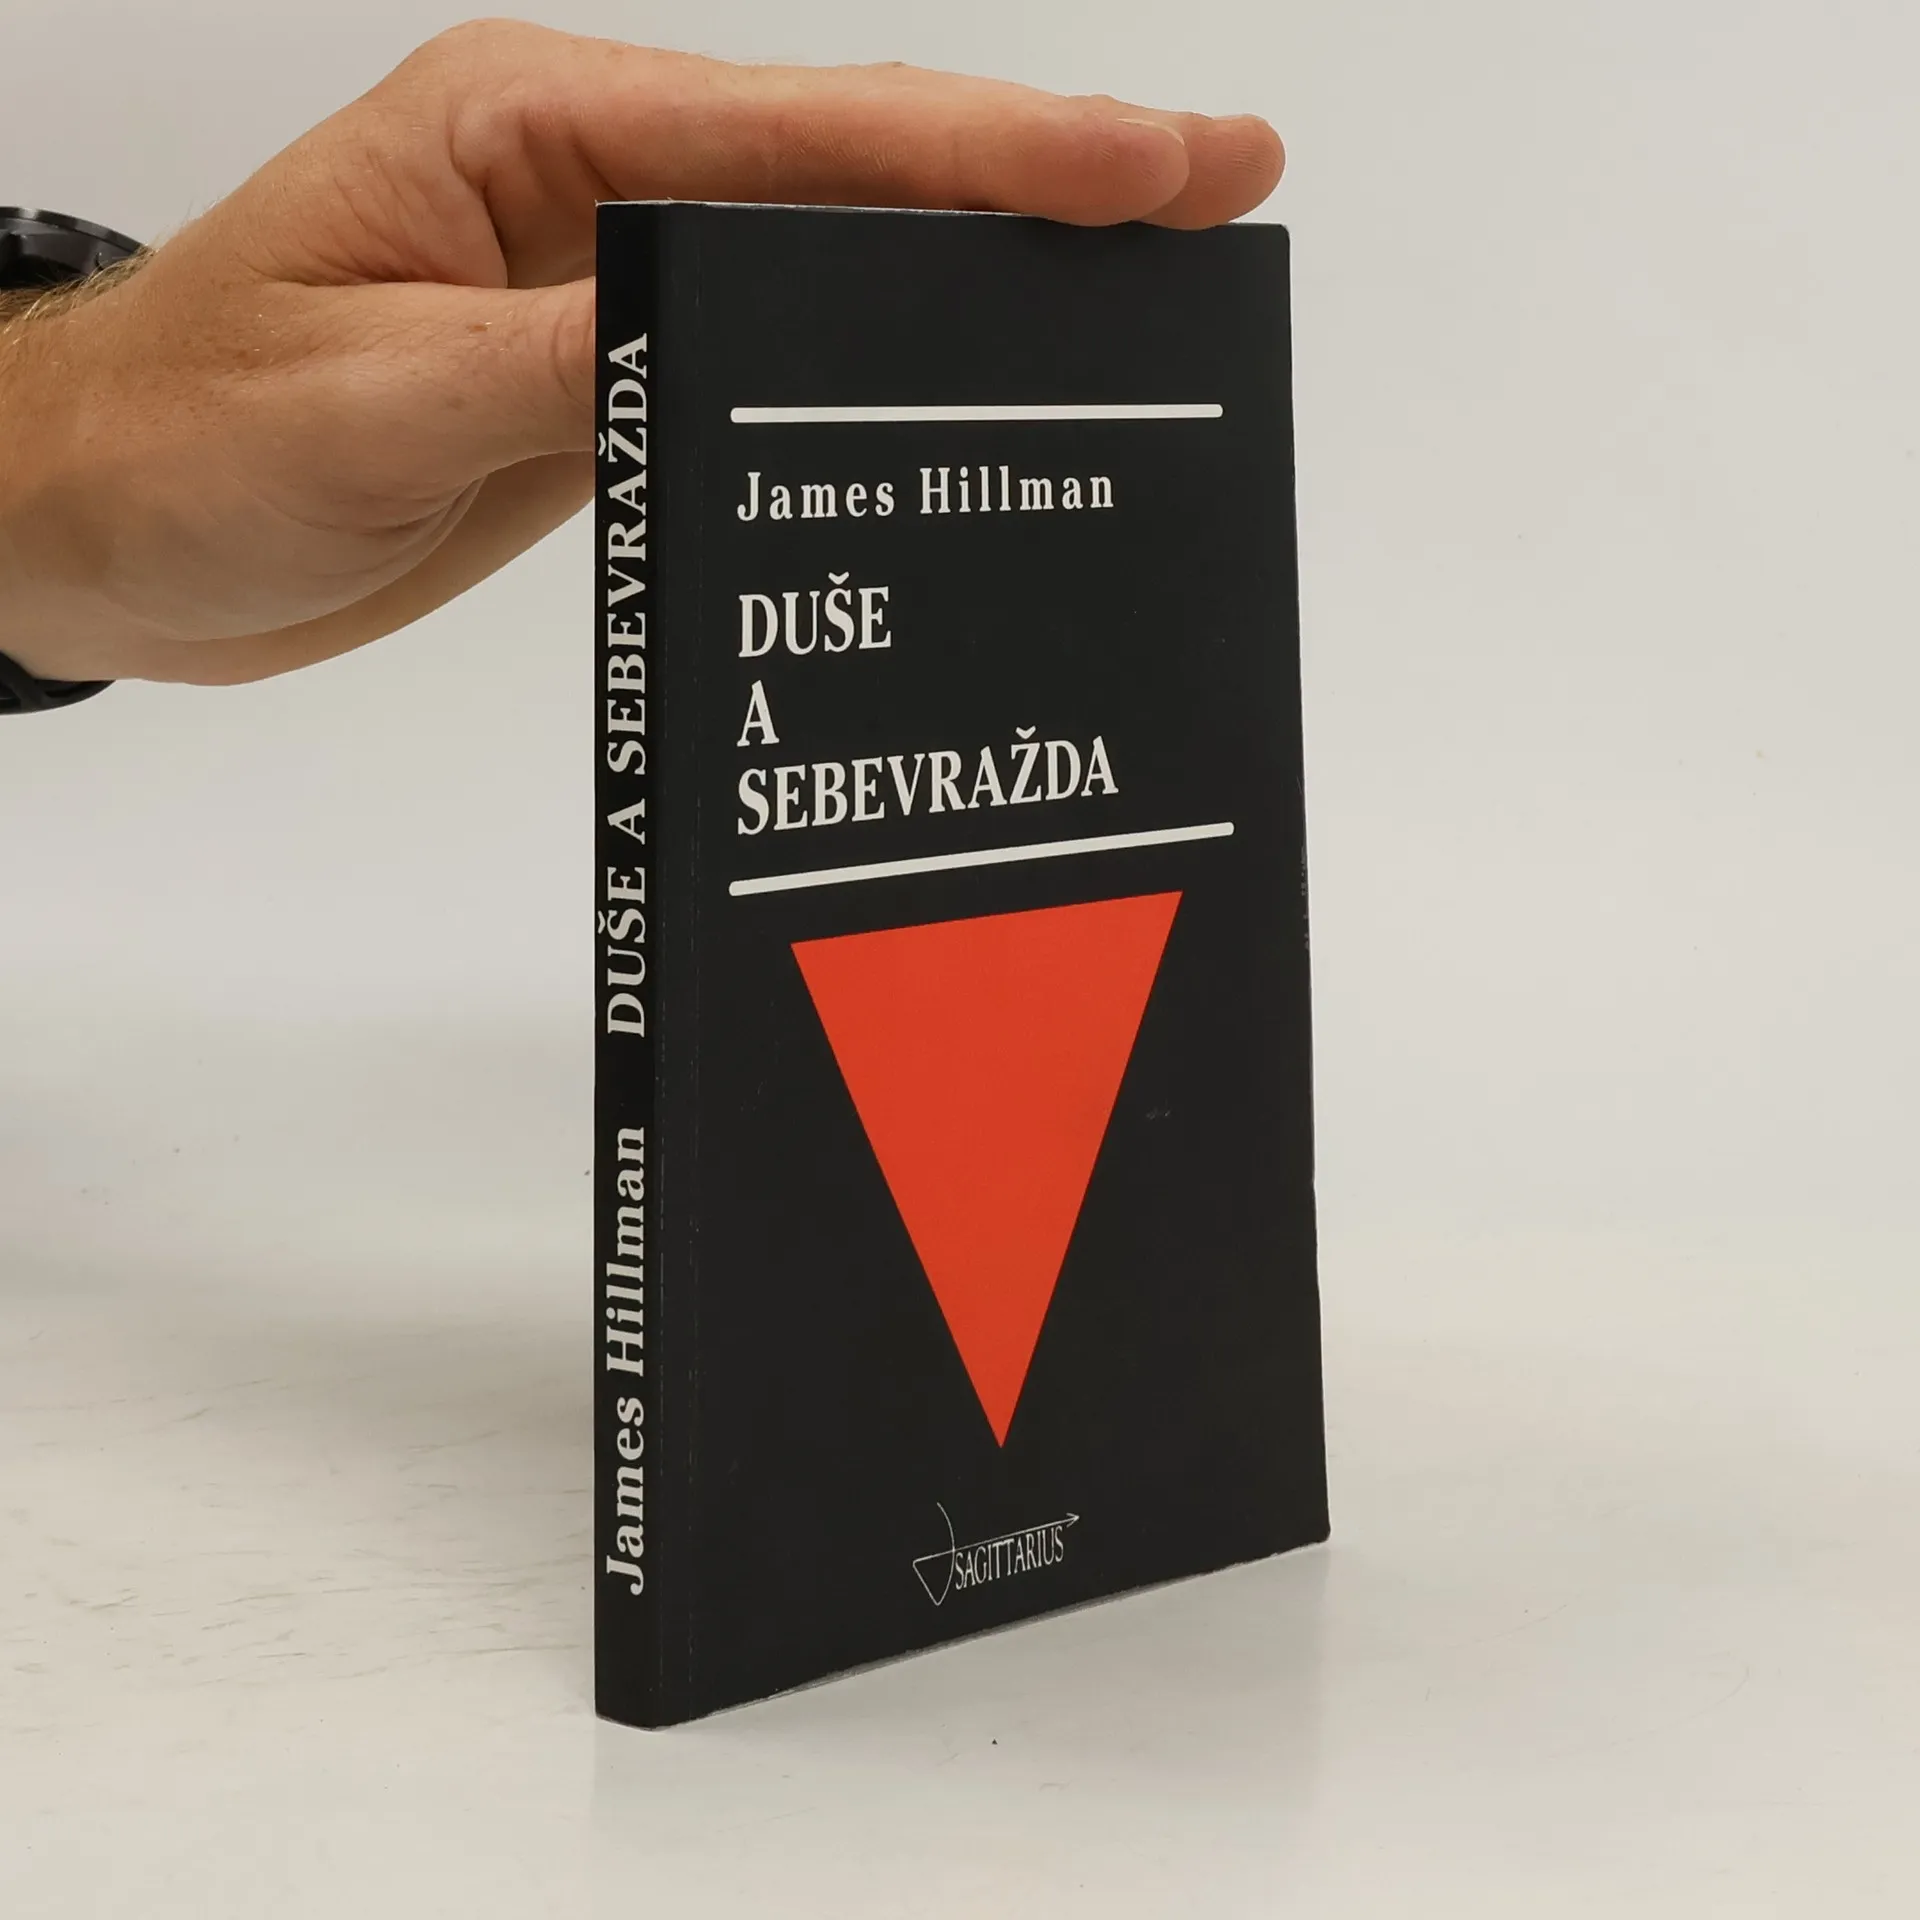 James Hillman DUŠE A SEBEVRAŽDA
James Hillman
DUŠE
A
SEBEVRAŽDA
SAGITTARIUS